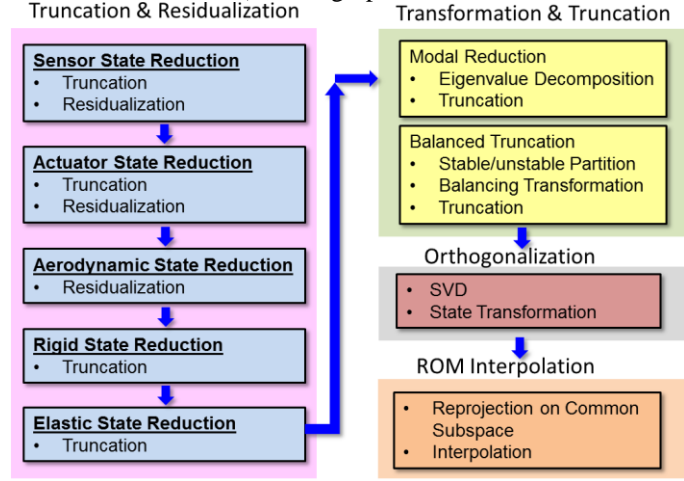 Truncation & Residualization
Sensor State Reduction
• Truncation
• Residualization
Actuator State Reduction
• Truncation
• Residualization
Aerodynamic State Reduction
• Residualization
Rigid State Reduction
• Truncation
Elastic State Reduction
• Truncation
Transformation & Truncation
Modal Reduction
• Eigenvalue Decomposition
• Truncation
Balanced Truncation
• Stable/unstable Partition
• Balancing Transformation
• Truncation
Orthogonalization
• SVD
• State Transformation
ROM Interpolation
• Reprojection on Common
Subspace
• Interpolation